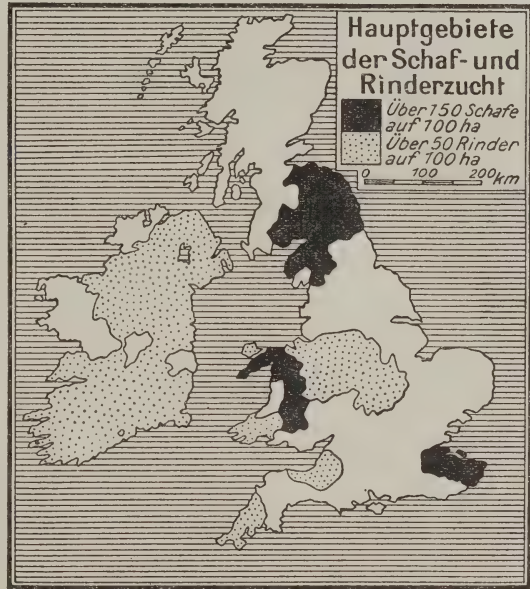 Hauptgebiete
der Schaf- und
Rinderzucht
Über 150 Schafe
auf 100 ha
Über 50 Rinder
auf 100 ha
0 100 200 km